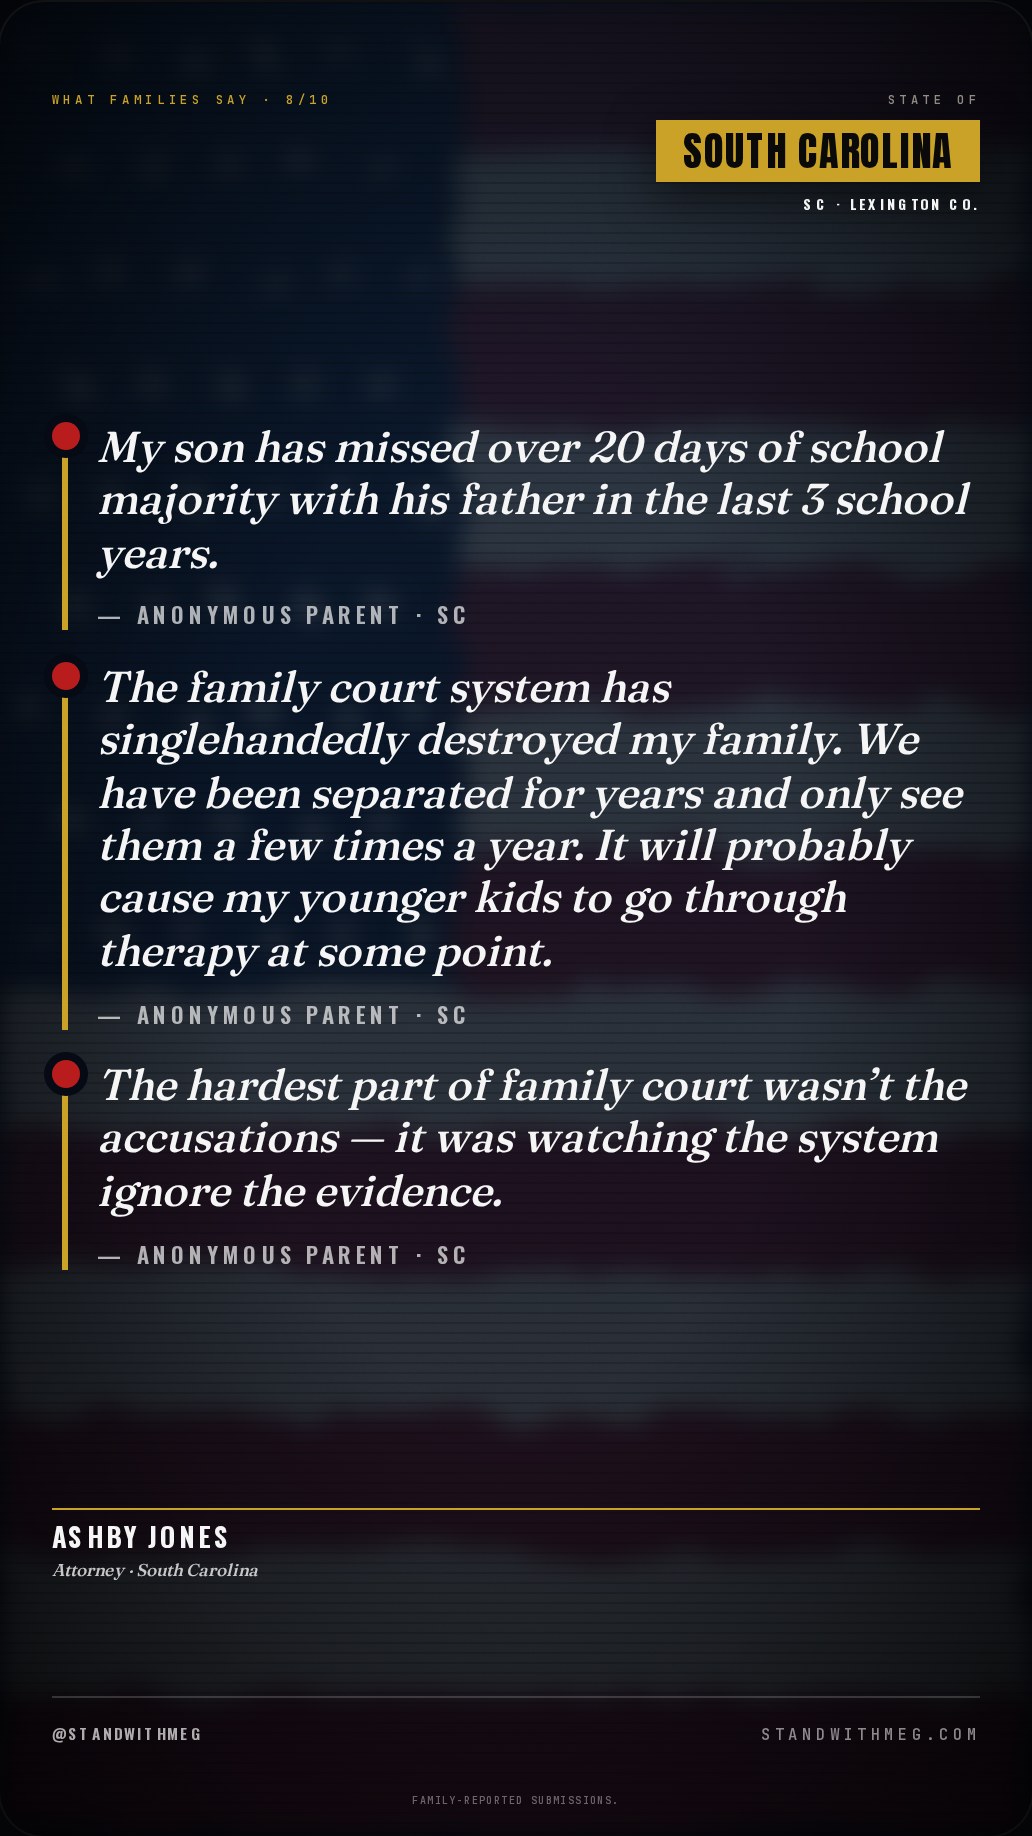 WHAT FAMILIES SAY · 8/10
STATE OF
SOUTH CAROLINA
SC · LEXINGTON CO.
My son has missed over 20 days of school
majority with his father in the last 3 school
years.
— ANONYMOUS PARENT · SC
The family court system has
singlehandedly destroyed my family. We
have been separated for years and only see
them a few times a year. It will probably
cause my younger kids to go through
therapy at some point.
— ANONYMOUS PARENT · SC
The hardest part of family court wasn’t the
accusations — it was watching the system
ignore the evidence.
— ANONYMOUS PARENT · SC
ASHBY JONES
Attorney · South Carolina
@STANDWITHMEG
STANDWITHMEG.COM
FAMILY-REPORTED SUBMISSIONS.